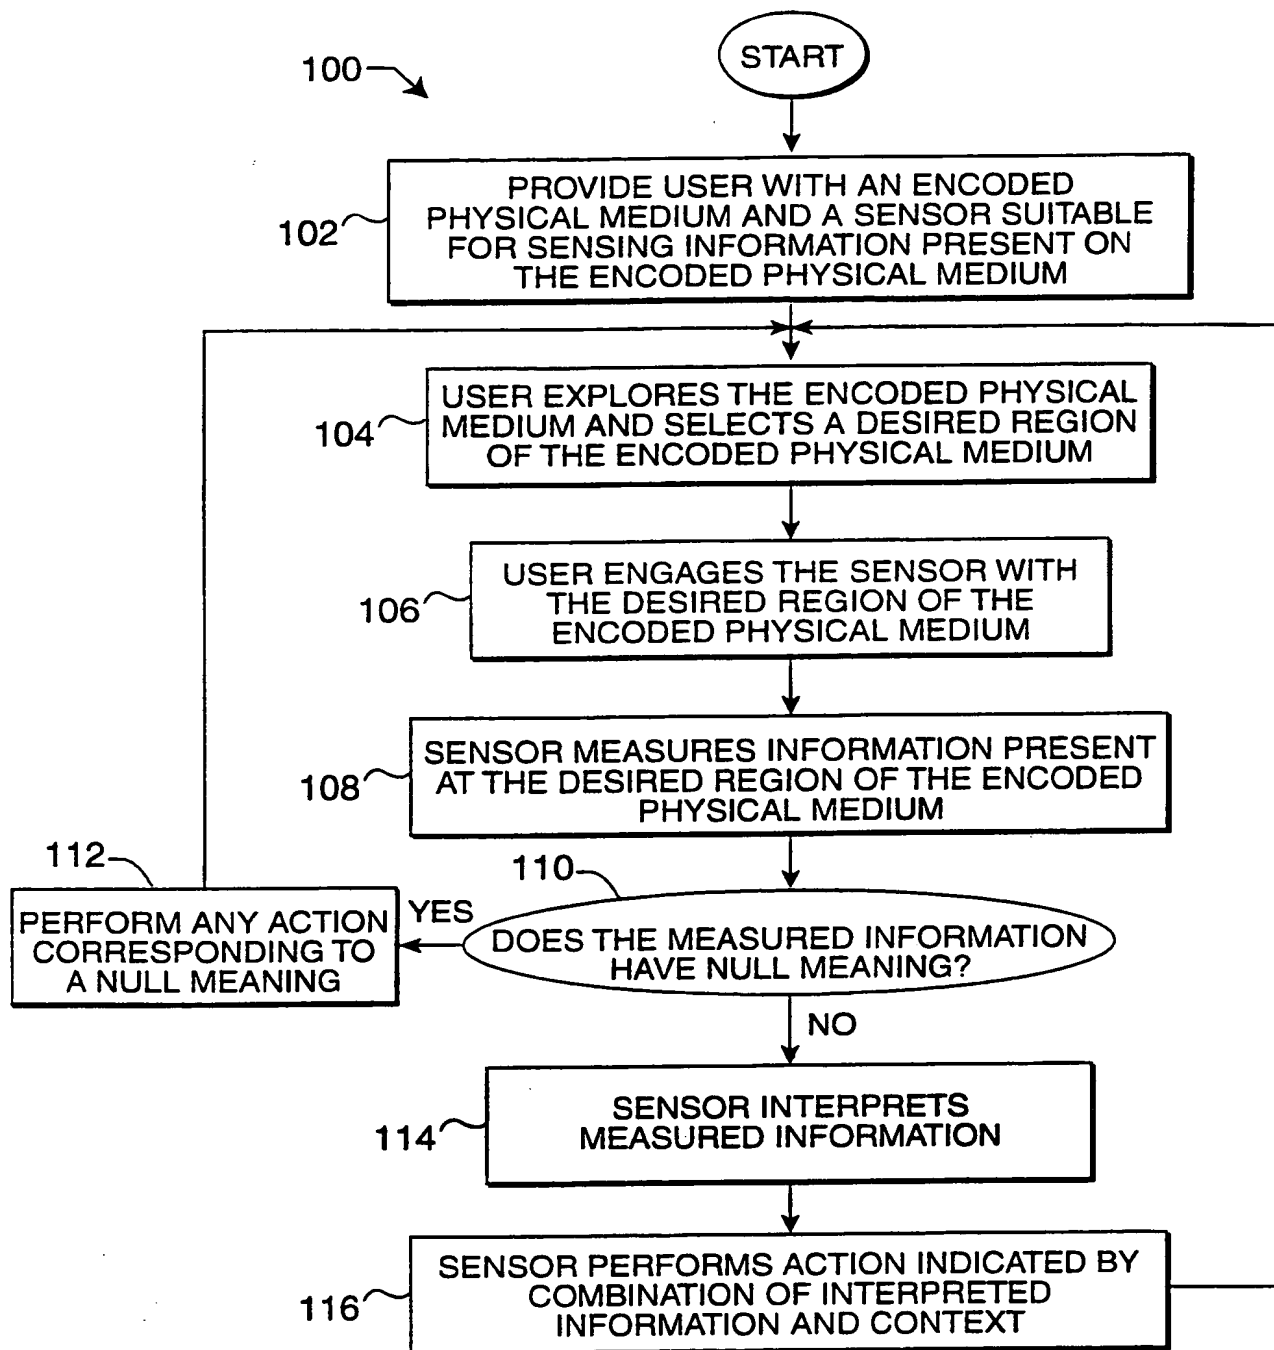 START
100
PROVIDE USER WITH AN ENCODED
PHYSICAL MEDIUM AND A SENSOR SUITABLE
FOR SENSING INFORMATION PRESENT ON
THE ENCODED PHYSICAL MEDIUM
102
USER EXPLORES THE ENCODED PHYSICAL
MEDIUM AND SELECTS A DESIRED REGION
OF THE ENCODED PHYSICAL MEDIUM
104
USER ENGAGES THE SENSOR WITH
THE DESIRED REGION OF THE
ENCODED PHYSICAL MEDIUM
106
SENSOR MEASURES INFORMATION PRESENT
AT THE DESIRED REGION OF THE ENCODED
PHYSICAL MEDIUM
108
112
110
PERFORM ANY ACTION
CORRESPONDING TO
A NULL MEANING
YES
DOES THE MEASURED INFORMATION
HAVE NULL MEANING?
NO
SENSOR INTERPRETS
MEASURED INFORMATION
114
SENSOR PERFORMS ACTION INDICATED BY
COMBINATION OF INTERPRETED
INFORMATION AND CONTEXT
116